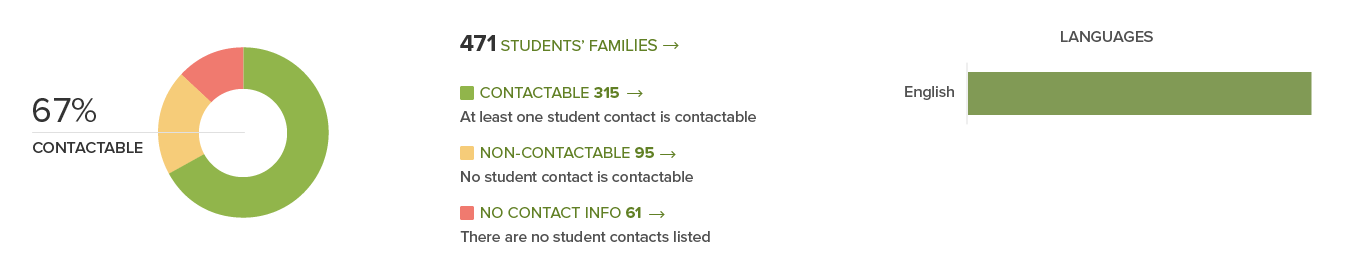 67%
CONTACTABLE
471 STUDENTS’ FAMILIES →
CONTACTABLE 315 →
At least one student contact is contactable
NON-CONTACTABLE 95 →
No student contact is contactable
NO CONTACT INFO 61 →
There are no student contacts listed
LANGUAGES
English